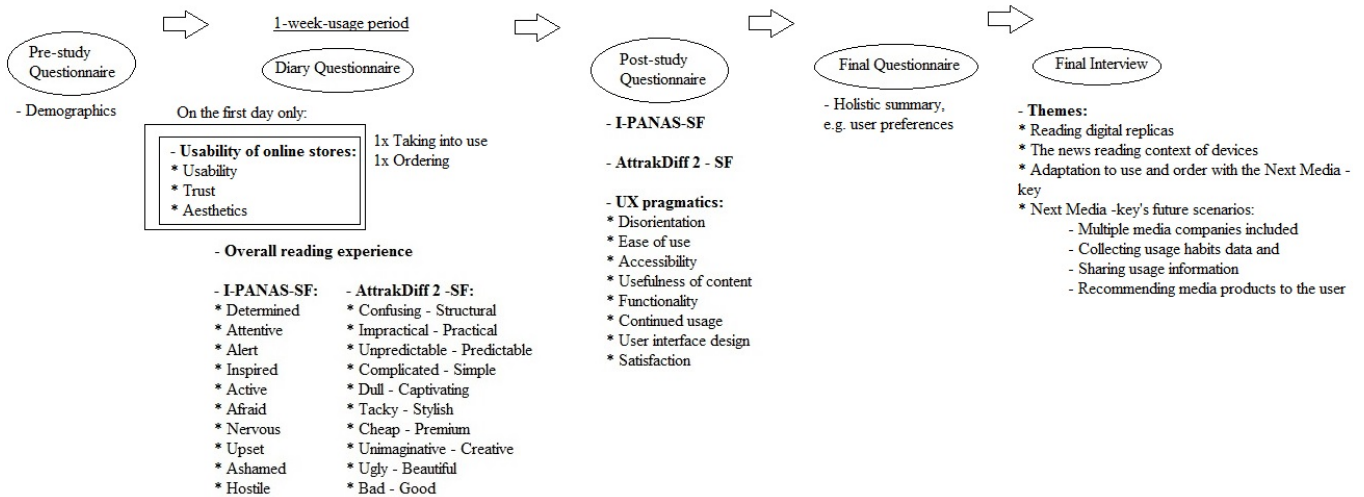 1-week-usage period
Pre-study
Questionnaire
- Demographics
Diary Questionnaire
On the first day only:
- Usability of online stores:
* Usability
* Trust
* Aesthetics
1x Taking into use
1x Ordering
- Overall reading experience
- I-PANAS-SF:
* Determined
* Attentive
* Alert
* Inspired
* Active
* Afraid
* Nervous
* Upset
* Ashamed
* Hostile
- AttrakDiff 2 -SF:
* Confusing - Structural
* Impractical - Practical
* Unpredictable - Predictable
* Complicated - Simple
* Dull - Captivating
* Tacky - Stylish
* Cheap - Premium
* Unimaginative - Creative
* Ugly - Beautiful
* Bad - Good
Post-study
Questionnaire
- I-PANAS-SF
- AttrakDiff 2 - SF
- UX pragmatics:
* Disorientation
* Ease of use
* Accessibility
* Usefulness of content
* Functionality
* Continued usage
* User interface design
* Satisfaction
Final Questionnaire
- Holistic summary,
e.g. user preferences
Final Interview
- Themes:
* Reading digital replicas
* The news reading context of devices
* Adaptation to use and order with the Next Media -
key
* Next Media -key's future scenarios:
- Multiple media companies included
- Collecting usage habits data and
- Sharing usage information
- Recommending media products to the user